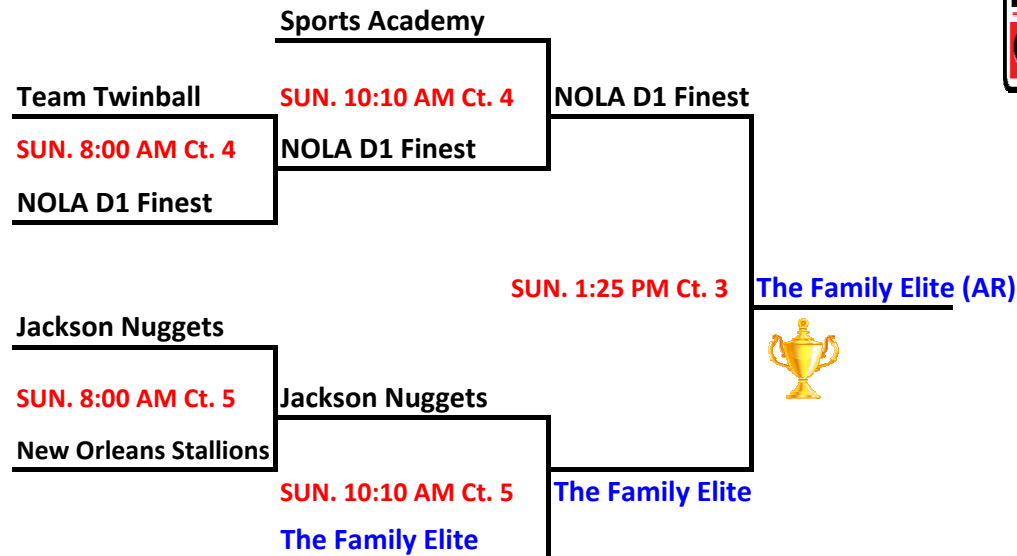 Sports Academy
Team Twinball
SUN. 10:10 AM Ct. 4
NOLA D1 Finest
SUN. 8:00 AM Ct. 4
NOLA D1 Finest
NOLA D1 Finest
SUN. 1:25 PM Ct. 3
The Family Elite (AR)
Jackson Nuggets
SUN. 8:00 AM Ct. 5
Jackson Nuggets
New Orleans Stallions
SUN. 10:10 AM Ct. 5
The Family Elite
The Family Elite